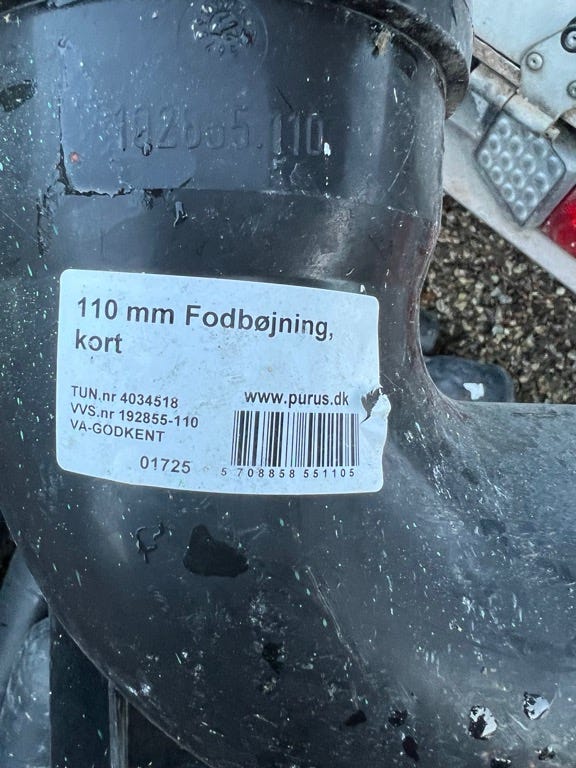 192855.110
110 mm Fodbøjning,
kort
TUN.nr 4034518
VVS.nr 192855-110
VA-GODKENT
01725
www.purus.dk
5 708858 551105